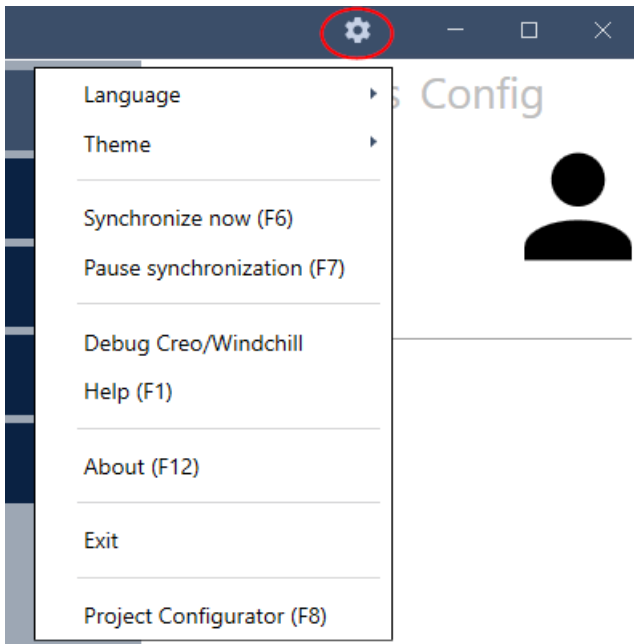 s Config
Language
Theme
Synchronize now (F6)
Pause synchronization (F7)
Debug Creo/Windchill
Help (F1)
About (F12)
Exit
Project Configurator (F8)